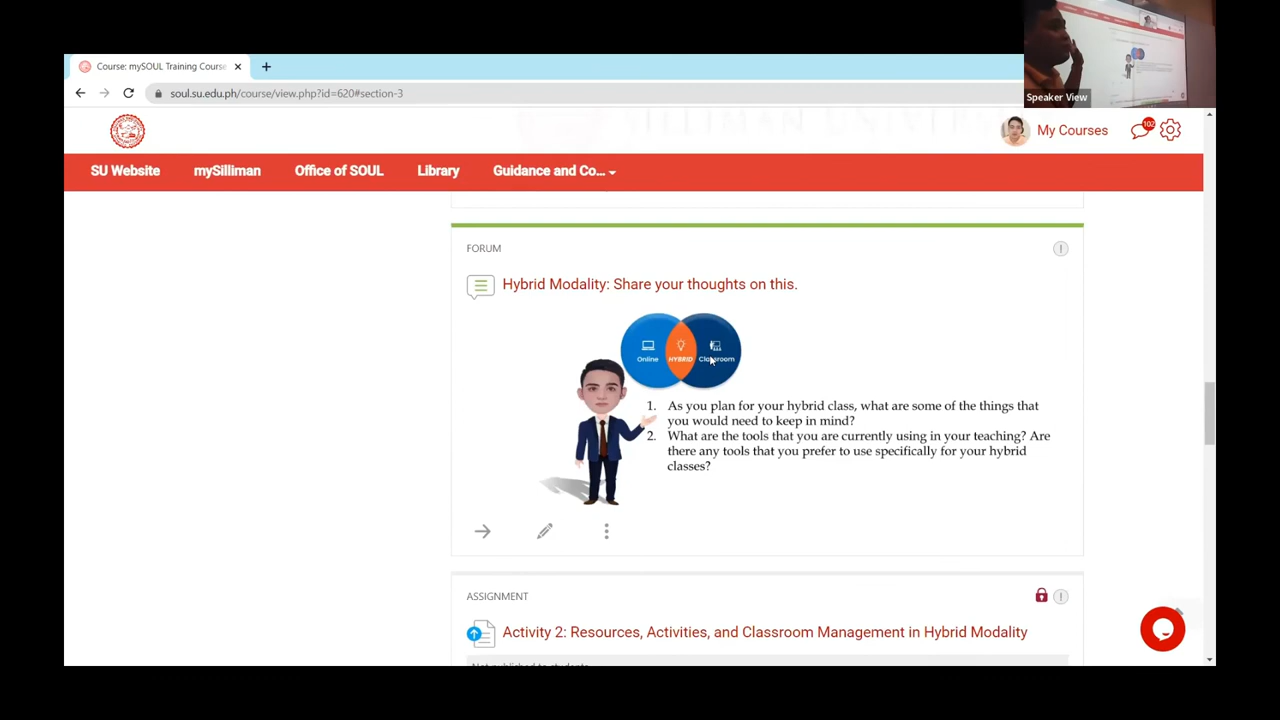 Course: mySOUL Training Course
soul.su.edu.ph/course/view.php?id=620#section-3
Speaker View
My Courses
102
SU Website
mySilliman
Office of SOUL
Library
Guidance and Co...
FORUM
Hybrid Modality: Share your thoughts on this.
Online
HYBRID
Classroom
1. As you plan for your hybrid class, what are some of the things that
you would need to keep in mind?
2. What are the tools that you are currently using in your teaching? Are
there any tools that you prefer to use specifically for your hybrid
classes?
ASSIGNMENT
Activity 2: Resources, Activities, and Classroom Management in Hybrid Modality
Not published to students